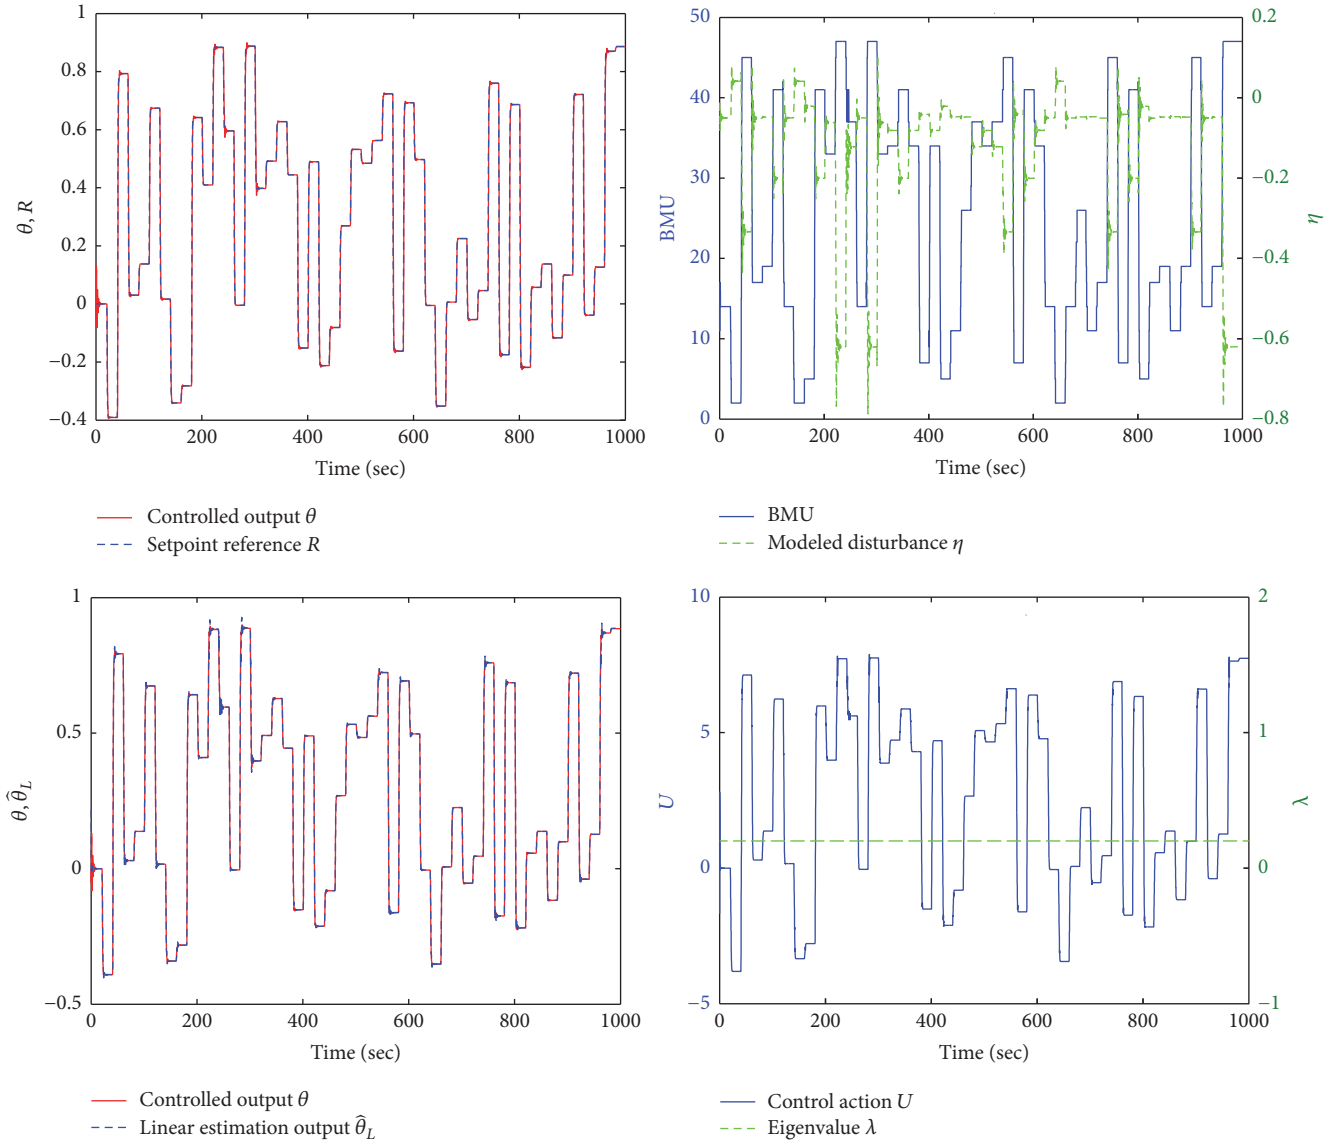 1
0.8
0.6
0.4
0.2
0
−0.2
−0.4
θ, R
0 200 400 600 800 1000
Time (sec)
Controlled output θ
Setpoint reference R
50
40
30
20
10
0
BMU
0.2
0
−0.2
−0.4
−0.6
−0.8
η
0 200 400 600 800 1000
Time (sec)
BMU
Modeled disturbance η
1
0.5
0
−0.5
θ, θ̂_L
0 200 400 600 800 1000
Time (sec)
Controlled output θ
Linear estimation output θ̂_L
10
5
0
−5
U
2
1
0
−1
λ
0 200 400 600 800 1000
Time (sec)
Control action U
Eigenvalue λ